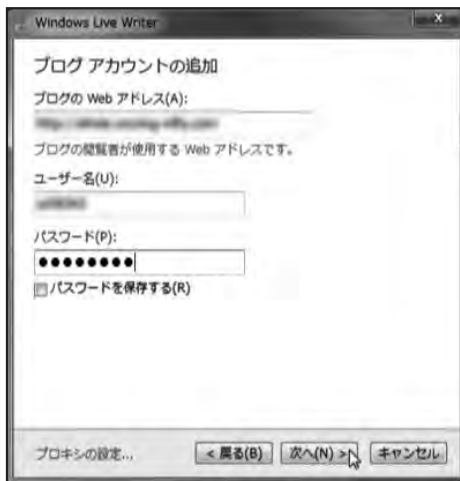 Windows Live Writer
ブログ アカウントの追加
ブログの Web アドレス(A):
ブログの閲覧者が使用する Web アドレスです。
ユーザー名(U):
パスワード(P):
●●●●●●●●
パスワードを保存する(R)
プロキシの設定...
< 戻る(B)
次へ(N) >
キャンセル